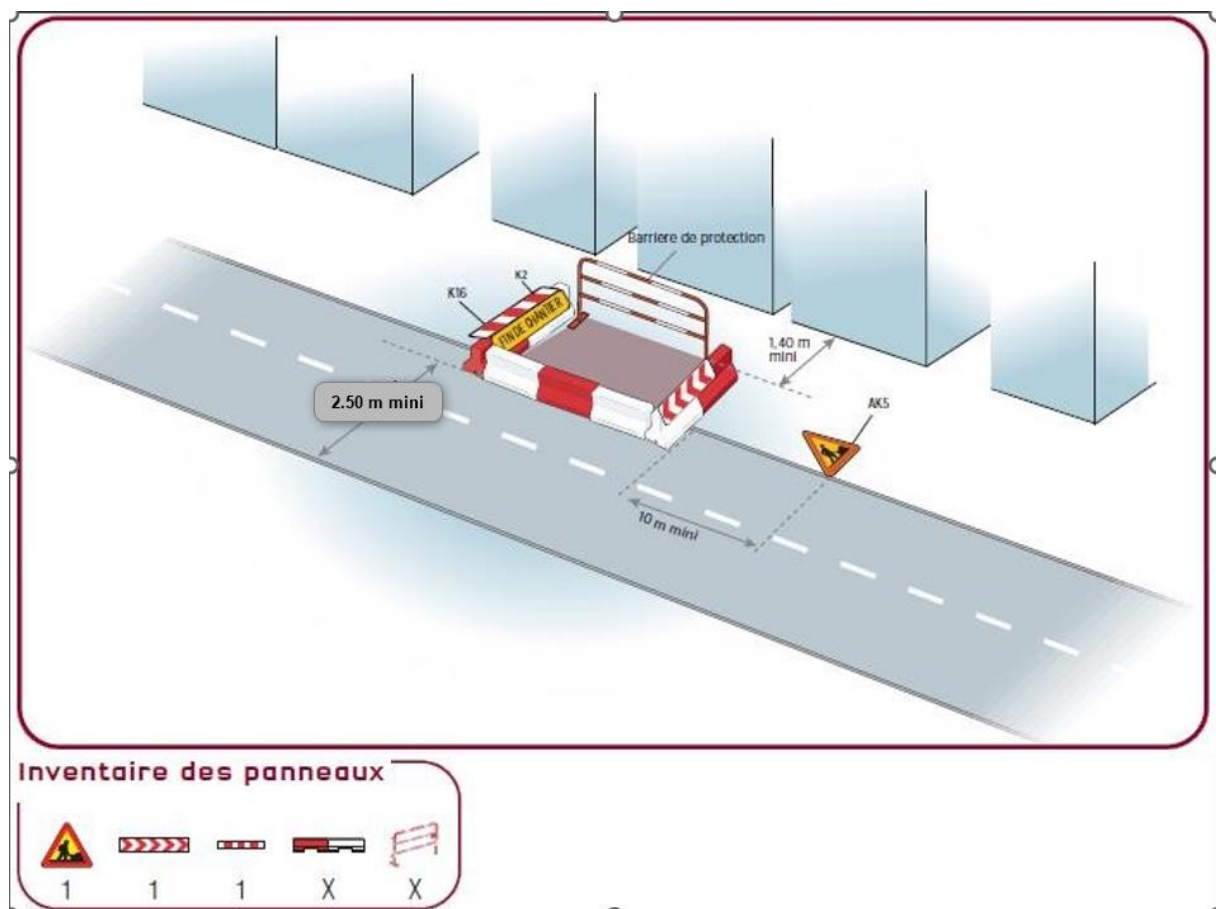 Barriere de protection
K2
K16
FIN DE CHANTIER
1,40 m
mini
2.50 m mini
AK5
10 m mini
Inventaire des panneaux
1
1
1
X
X